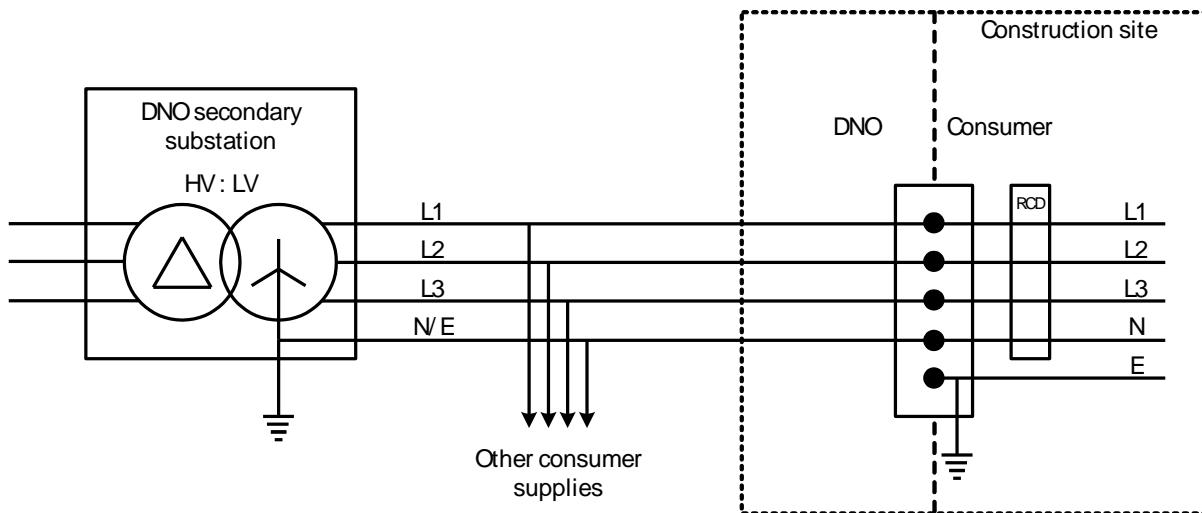 Construction site
DNO secondary
substation
HV : LV
DNO
Consumer
RCD
L1
L2
L3
N/ E
L1
L2
L3
N
E
Other consumer
supplies